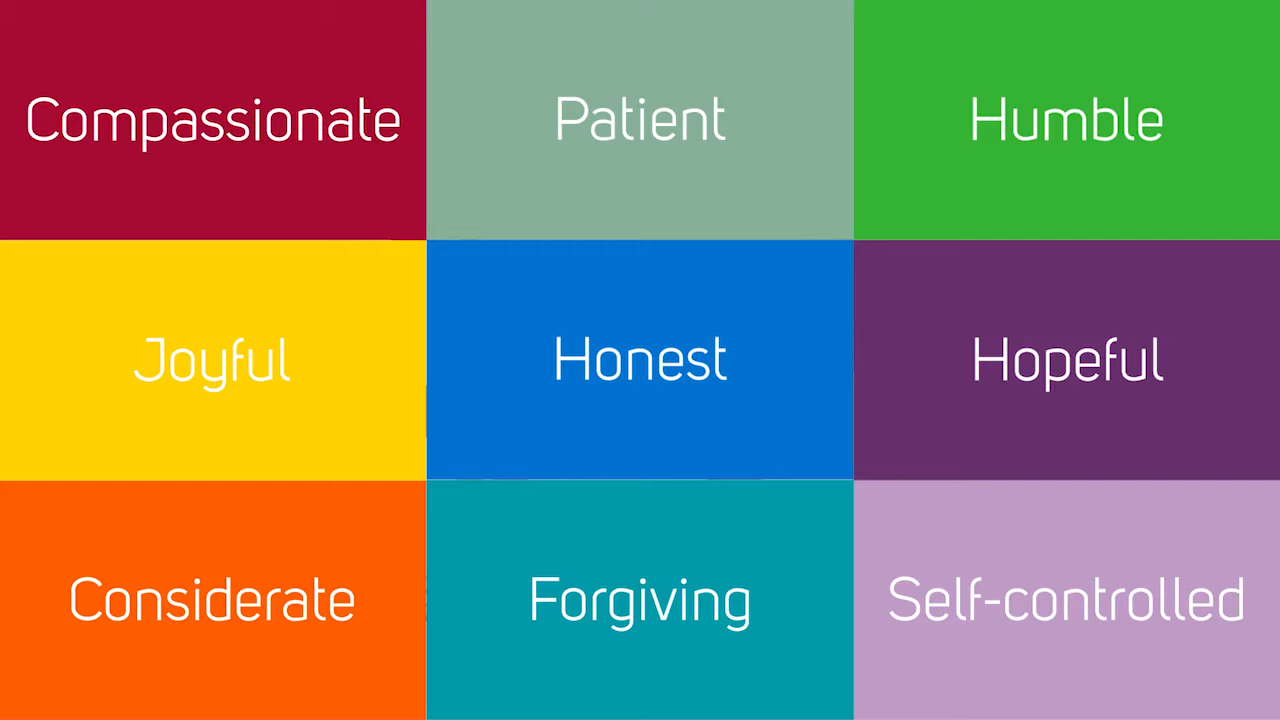 Compassionate
Patient
Humble
Joyful
Honest
Hopeful
Considerate
Forgiving
Self-controlled